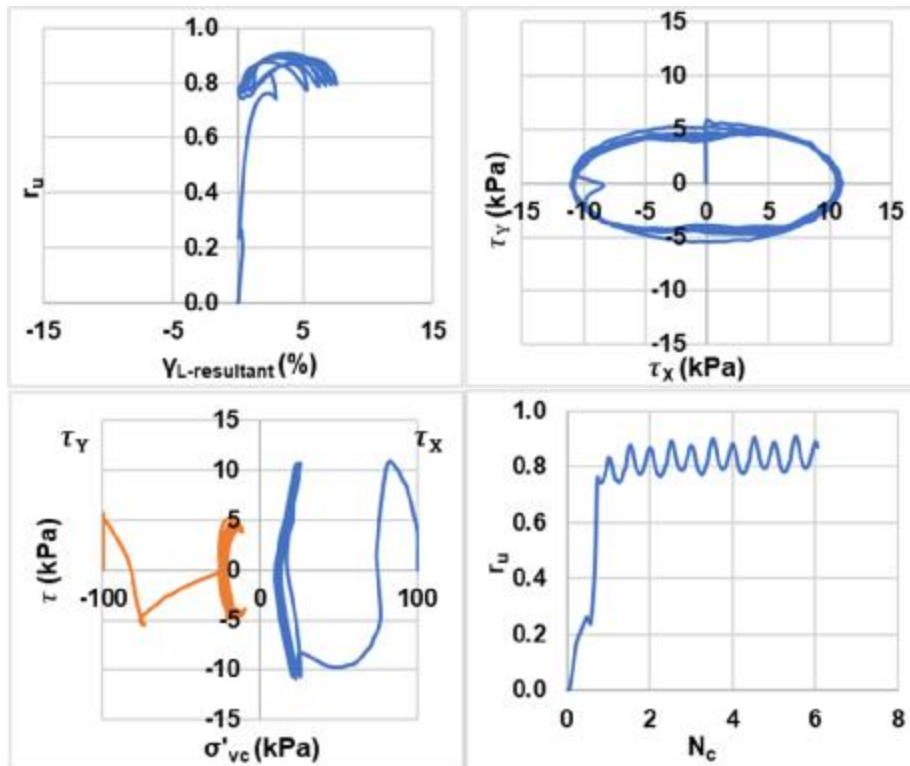 1.0
0.8
0.6
0.4
0.2
0.0
r_u
-15 -5 5 15
γ_L-resultant (%)
15
10
5
0
-5
-10
-15
-15 -10 -5 0 5 10 15
τ_Y (kPa)
τ_X (kPa)
τ_Y τ_X
15
10
5
0
-5
-10
-15
τ (kPa)
-100 0 100
σ'_vc (kPa)
1.0
0.8
0.6
0.4
0.2
0.0
r_u
0 2 4 6 8
N_c